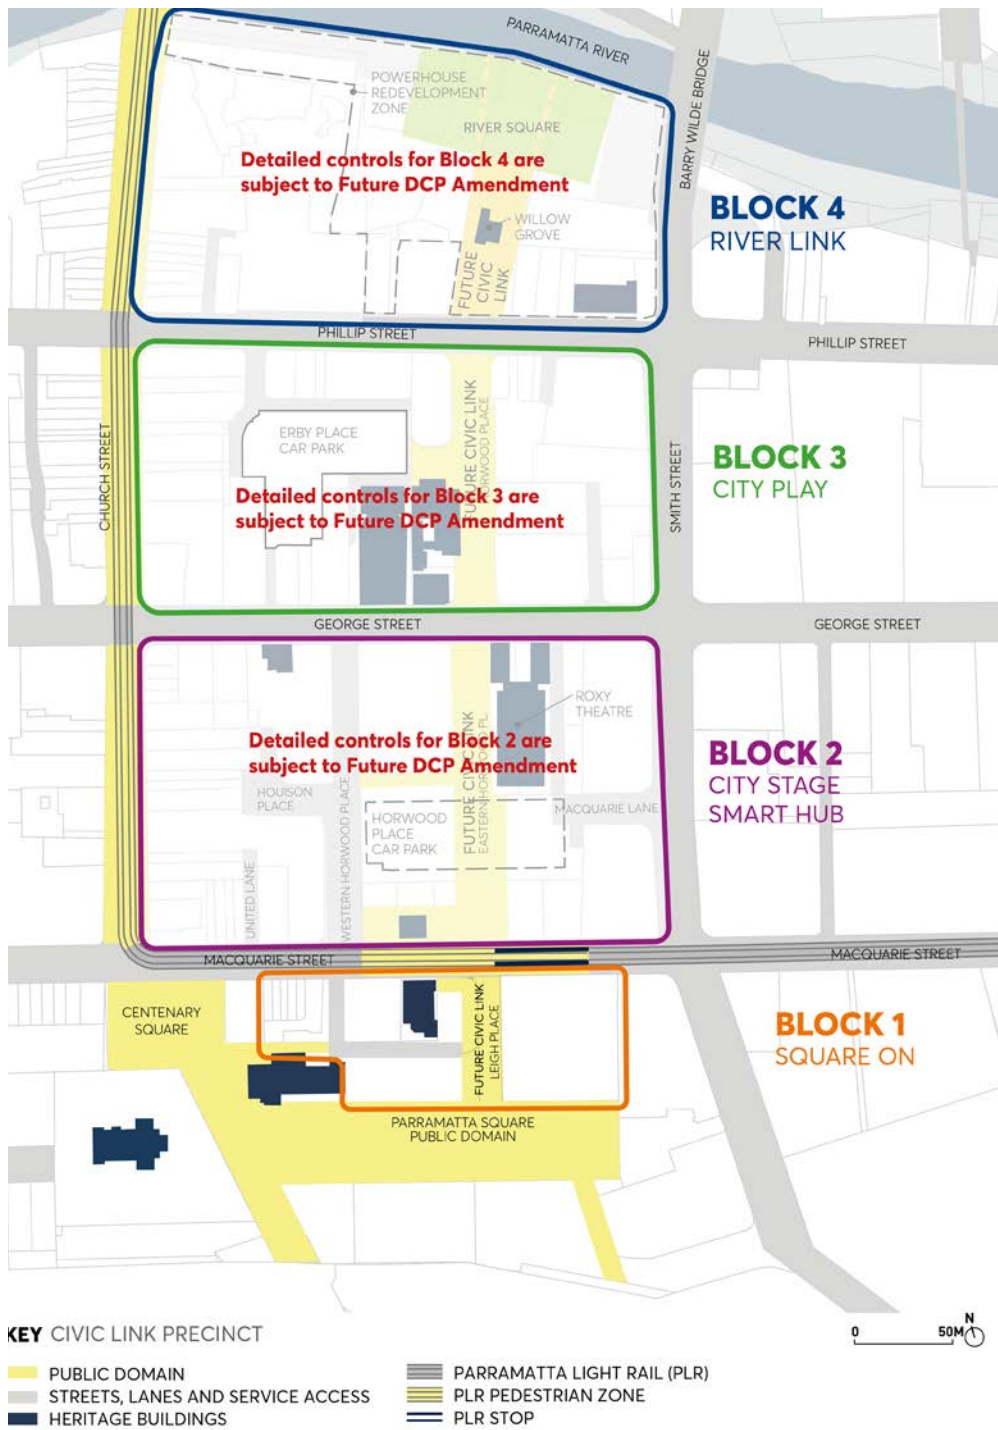 PARRAMATTA RIVER
BARRY WILDE BRIDGE
POWERHOUSE
REDEVELOPMENT
ZONE
RIVER SQUARE
Detailed controls for Block 4 are
subject to Future DCP Amendment
WILLOW
GROVE
FUTURE
CIVIC
LINK
BLOCK 4
RIVER LINK
PHILLIP STREET
PHILLIP STREET
CHURCH STREET
ERBY PLACE
CAR PARK
FUTURE CIVIC LINK
HORWOOD PLACE
Detailed controls for Block 3 are
subject to Future DCP Amendment
SMITH STREET
BLOCK 3
CITY PLAY
GEORGE STREET
GEORGE STREET
ROXY
THEATRE
Detailed controls for Block 2 are
subject to Future DCP Amendment
FUTURE CIVIC LINK
EASTERN HORWOOD PL.
HOUISON
PLACE
WESTERN HORWOOD PLACE
HORWOOD
PLACE
CAR PARK
MACQUARIE LANE
UNITED LANE
BLOCK 2
CITY STAGE
SMART HUB
MACQUARIE STREET
MACQUARIE STREET
CENTENARY
SQUARE
FUTURE CIVIC LINK
LEIGH PLACE
BLOCK 1
SQUARE ON
PARRAMATTA SQUARE
PUBLIC DOMAIN
KEY CIVIC LINK PRECINCT
0 50M
N
PUBLIC DOMAIN
STREETS, LANES AND SERVICE ACCESS
HERITAGE BUILDINGS
PARRAMATTA LIGHT RAIL (PLR)
PLR PEDESTRIAN ZONE
PLR STOP